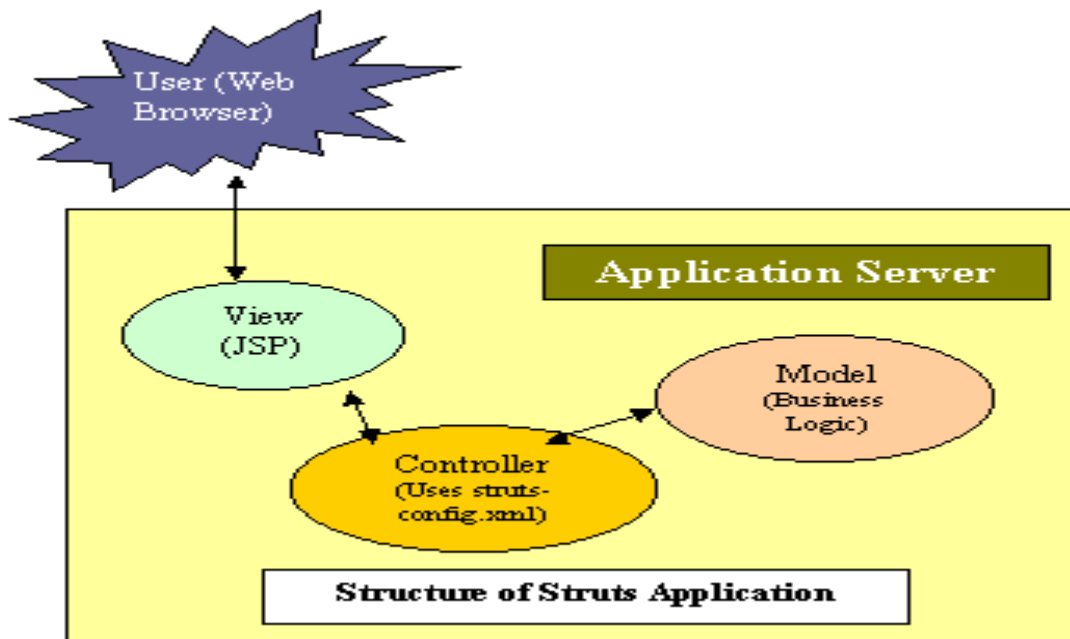 User (Web
Browser)
Application Server
View
(JSP)
Model
(Business
Logic)
Controller
(Uses struts-
config.xml)
Structure of Struts Application